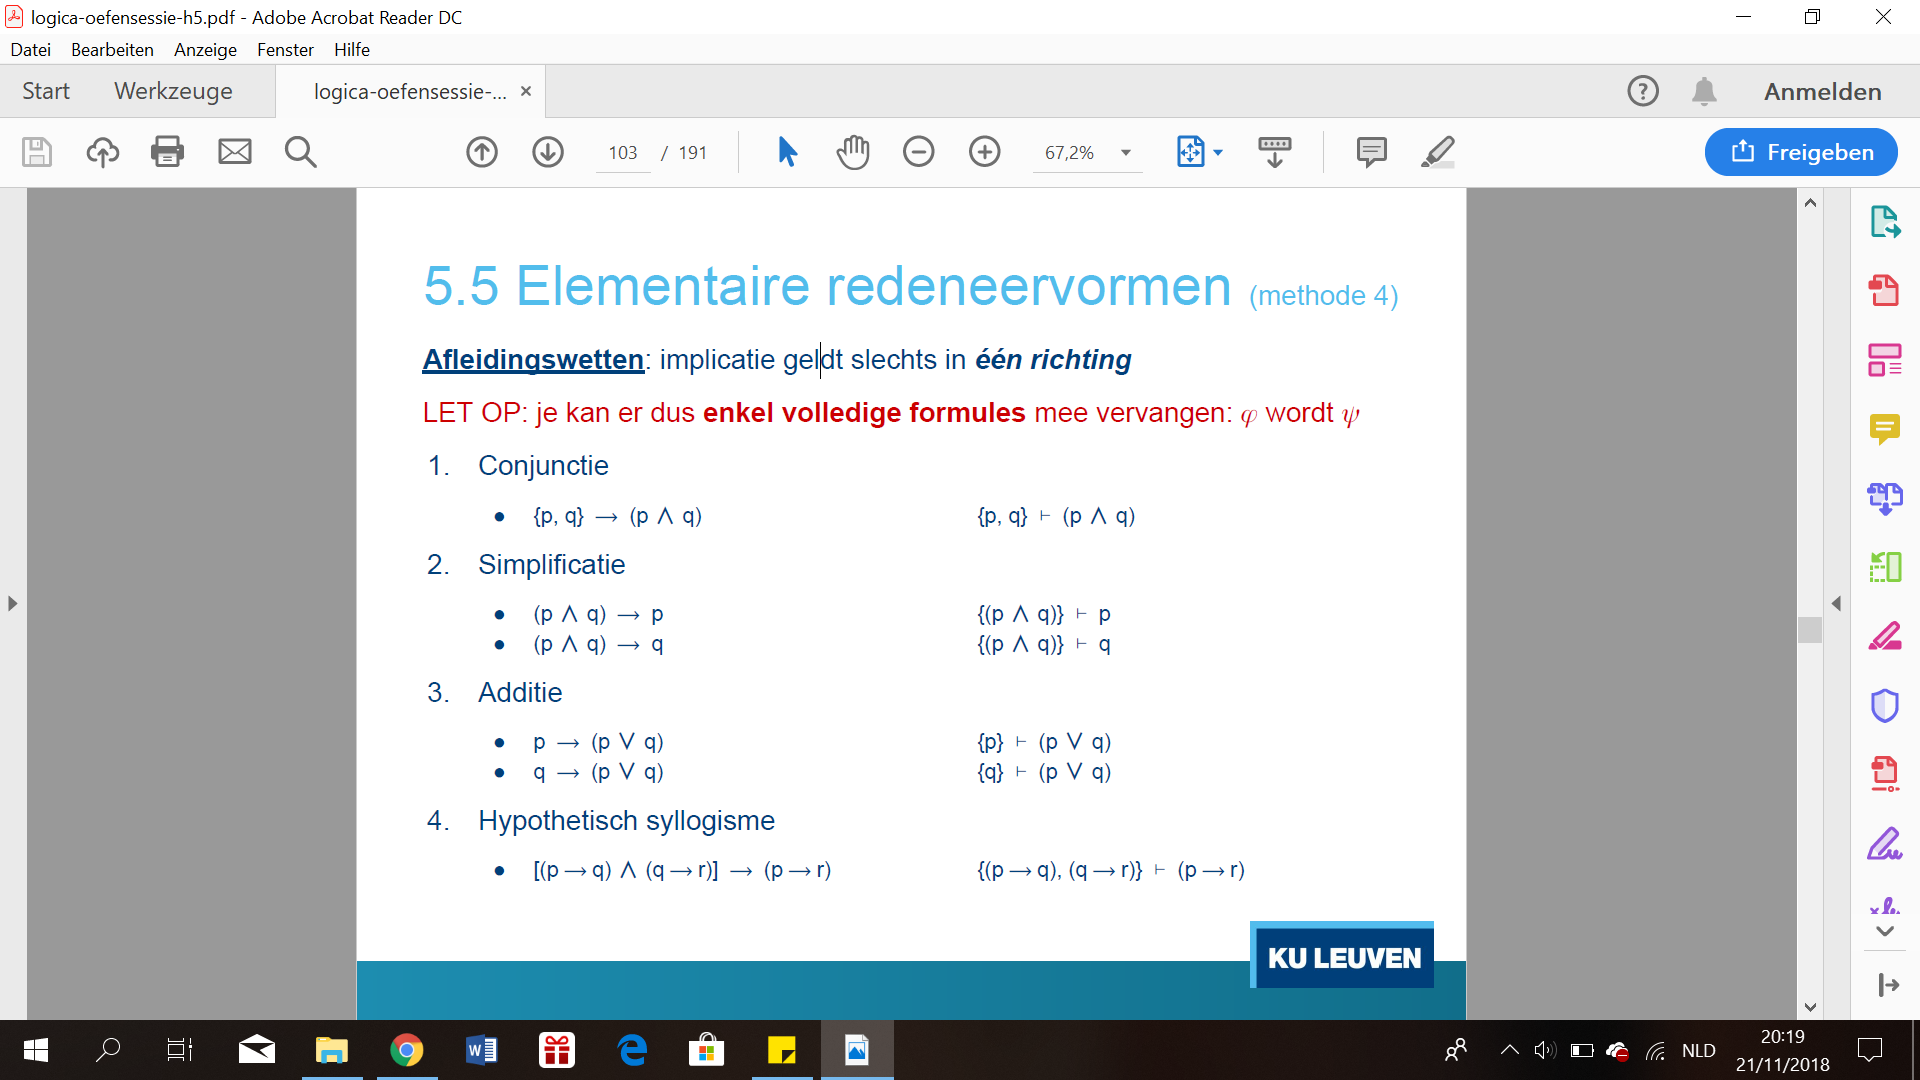 logica-oefensessie-h5.pdf - Adobe Acrobat Reader DC
Datei Bearbeiten Anzeige Fenster Hilfe
Start Werkzeuge logica-oefensessie-... × Anmelden
103 / 191 67,2% Freigeben
5.5 Elementaire redeneervormen (methode 4)
Afleidingswetten: implicatie geldt slechts in één richting
LET OP: je kan er dus enkel volledige formules mee vervangen: φ wordt ψ
1. Conjunctie
• {p, q} → (p ∧ q) {p, q} ⊢ (p ∧ q)
2. Simplificatie
• (p ∧ q) → p {(p ∧ q)} ⊢ p
• (p ∧ q) → q {(p ∧ q)} ⊢ q
3. Additie
• p → (p ∨ q) {p} ⊢ (p ∨ q)
• q → (p ∨ q) {q} ⊢ (p ∨ q)
4. Hypothetisch syllogisme
• [(p → q) ∧ (q → r)] → (p → r) {(p → q), (q → r)} ⊢ (p → r)
KU LEUVEN
NLD
20:19
21/11/2018